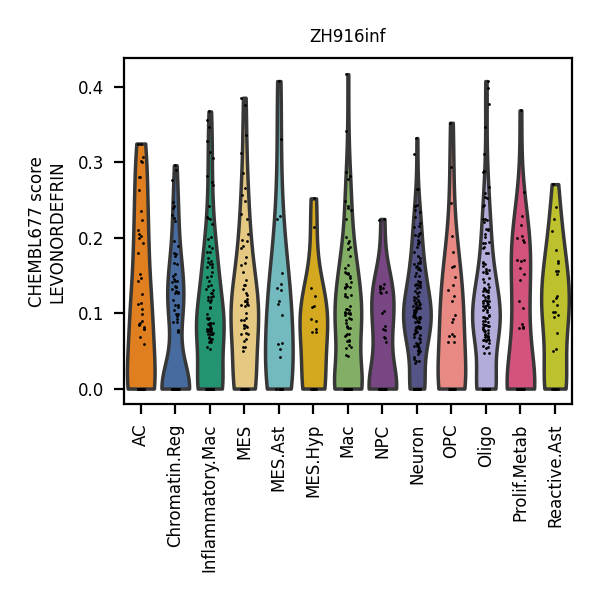 ZH916inf
CHEMBL677 score
LEVONORDEFRIN
0.4
0.3
0.2
0.1
0.0
AC
Chromatin.Reg
Inflammatory.Mac
MES
MES.Ast
MES.Hyp
Mac
NPC
Neuron
OPC
Oligo
Prolif.Metab
Reactive.Ast